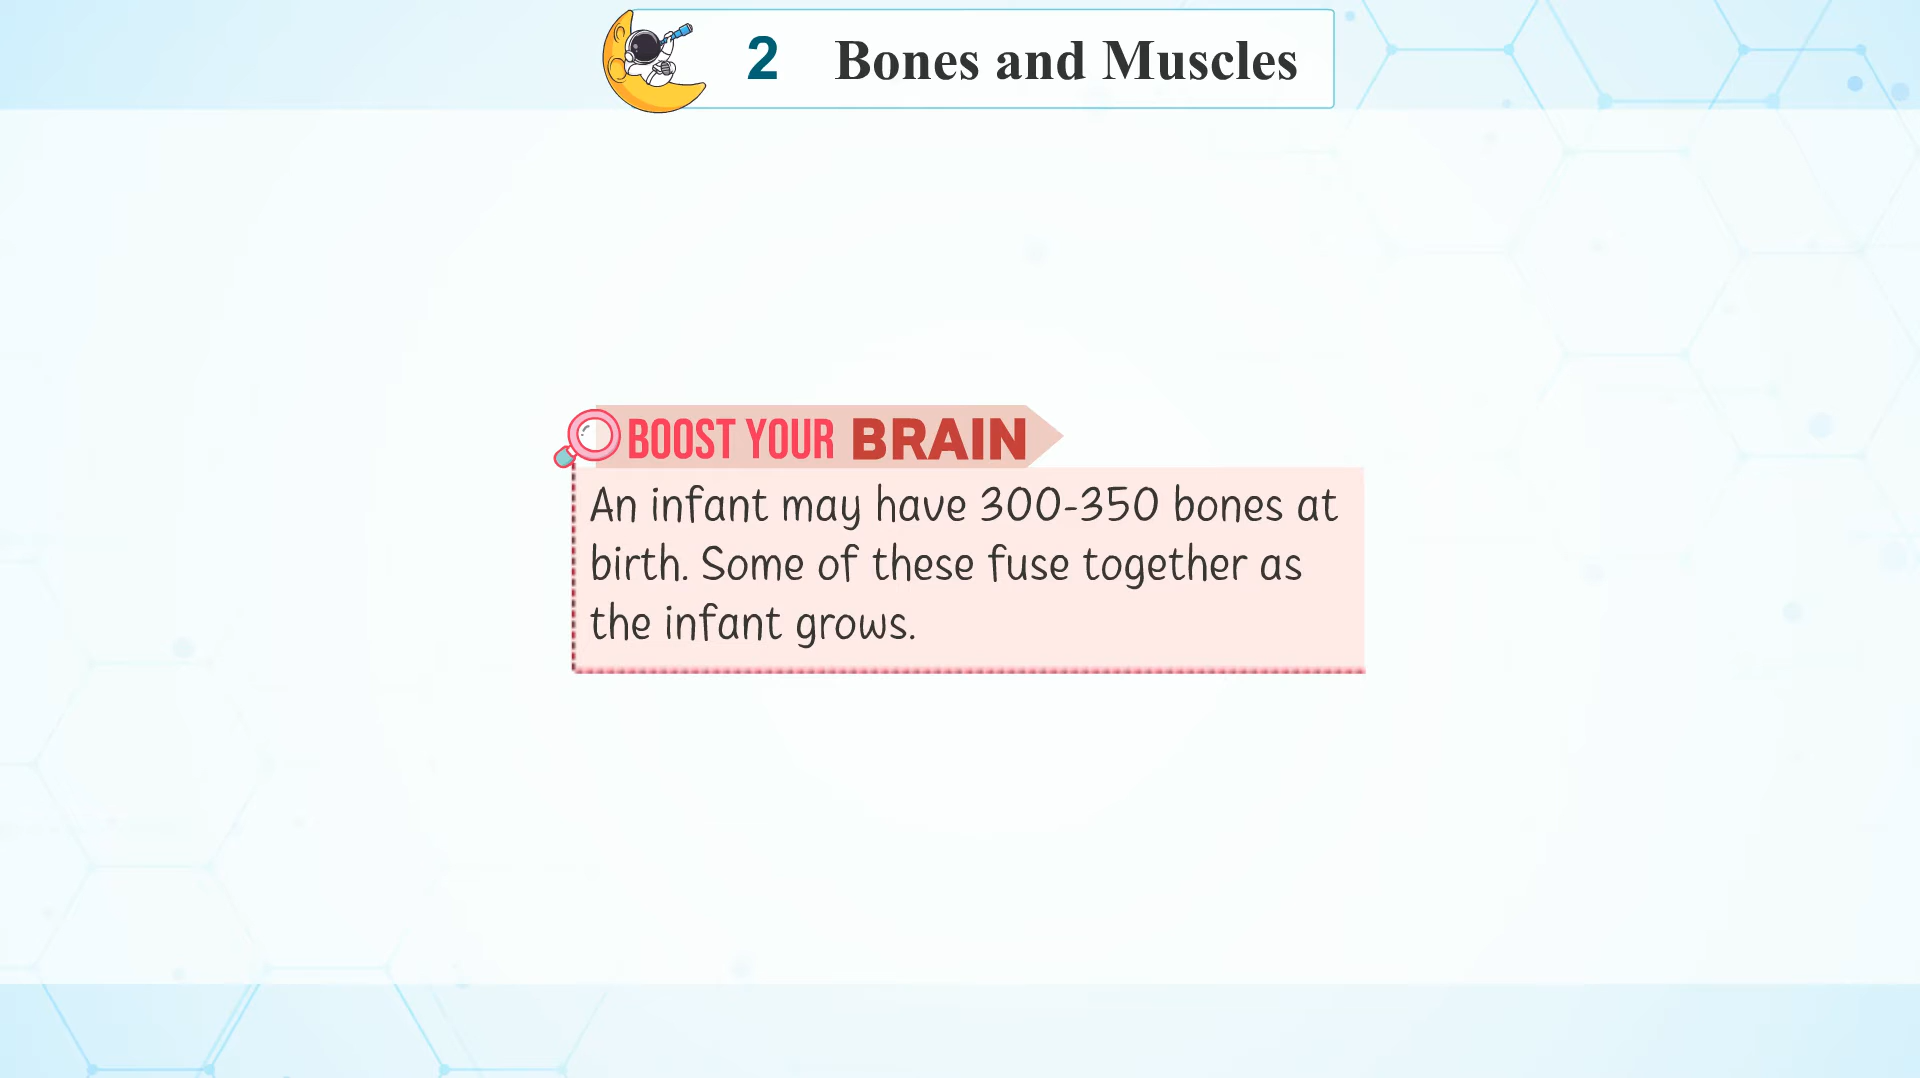 2 Bones and Muscles
BOOST YOUR BRAIN
An infant may have 300-350 bones at
birth. Some of these fuse together as
the infant grows.